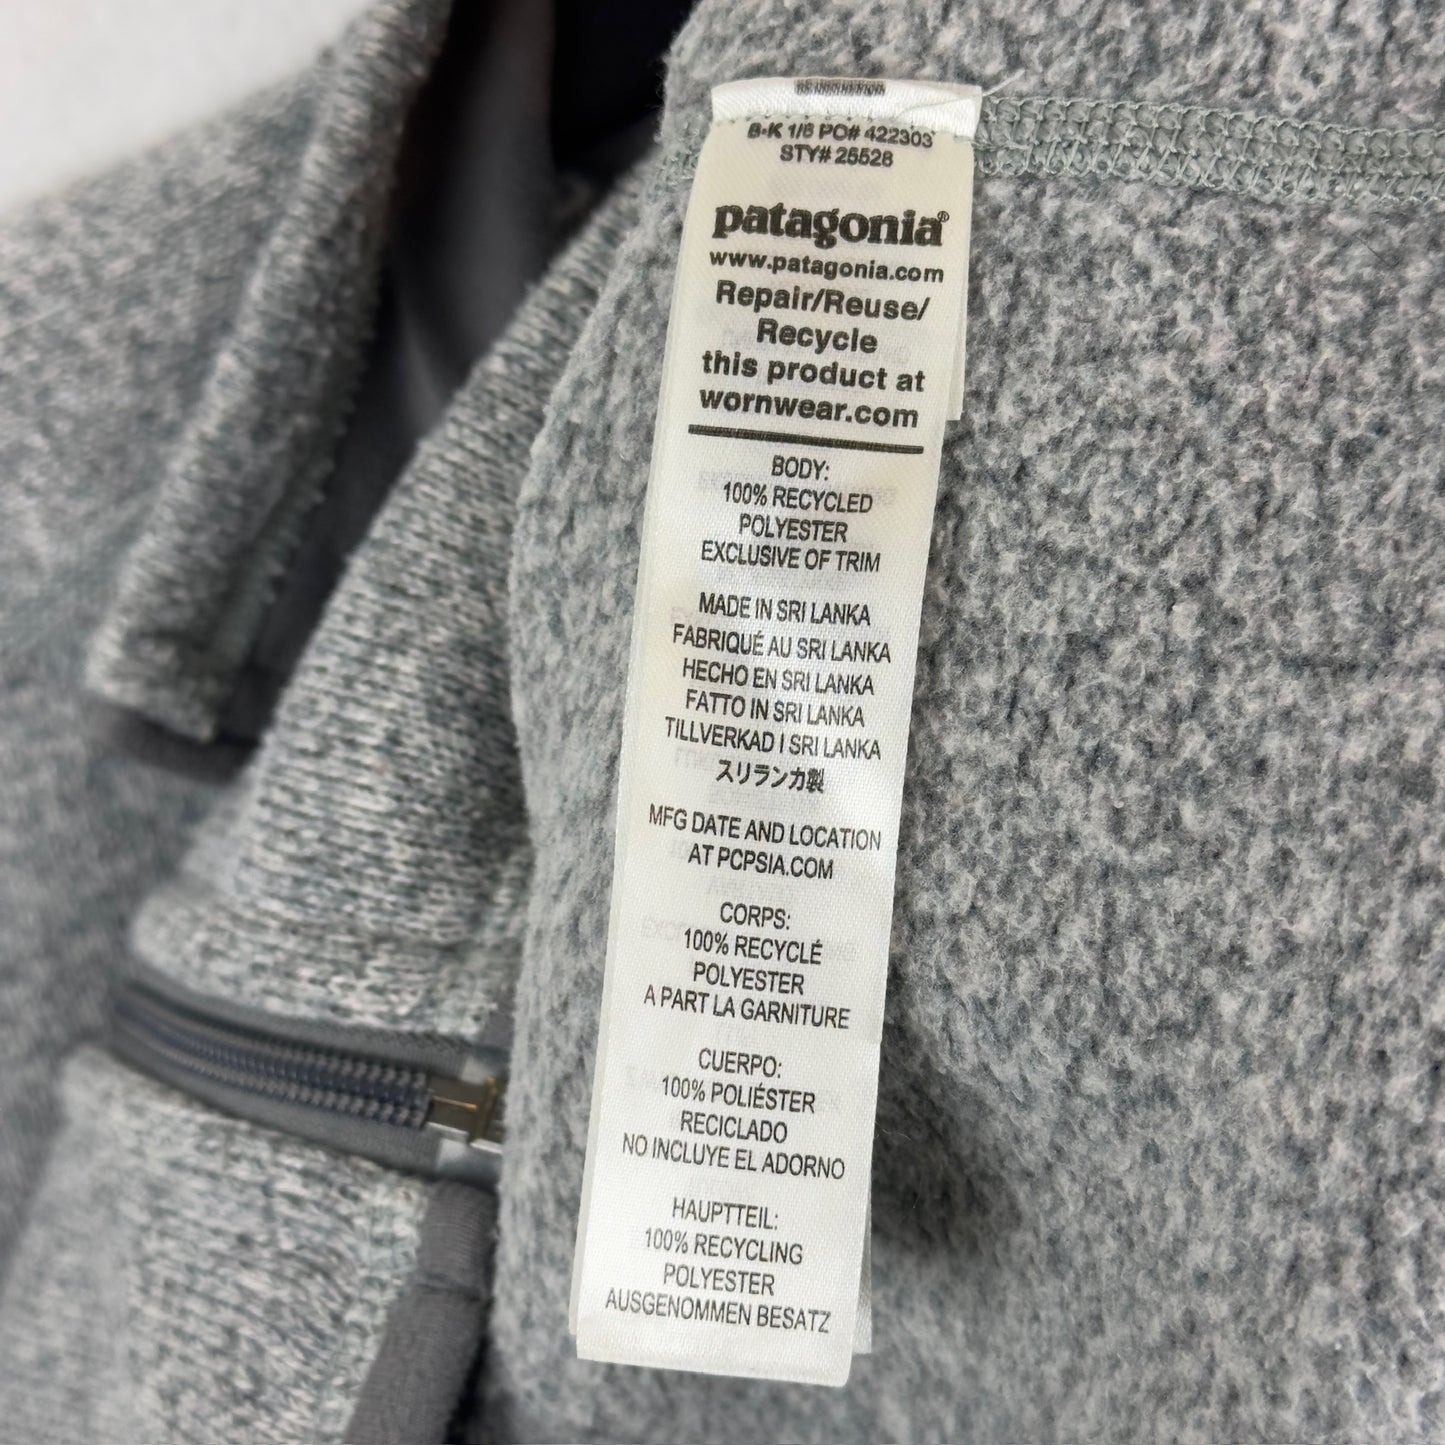 B-K 1/6 PO# 422303
STY# 25528
patagonia®
www.patagonia.com
Repair/Reuse/
Recycle
this product at
wornwear.com
BODY:
100% RECYCLED
POLYESTER
EXCLUSIVE OF TRIM
MADE IN SRI LANKA
FABRIQUÉ AU SRI LANKA
HECHO EN SRI LANKA
FATTO IN SRI LANKA
TILLVERKAD I SRI LANKA
スリランカ製
MFG DATE AND LOCATION
AT PCPSIA.COM
CORPS:
100% RECYCLÉ
POLYESTER
A PART LA GARNITURE
CUERPO:
100% POLIÉSTER
RECICLADO
NO INCLUYE EL ADORNO
HAUPTTEIL:
100% RECYCLING
POLYESTER
AUSGENOMMEN BESATZ